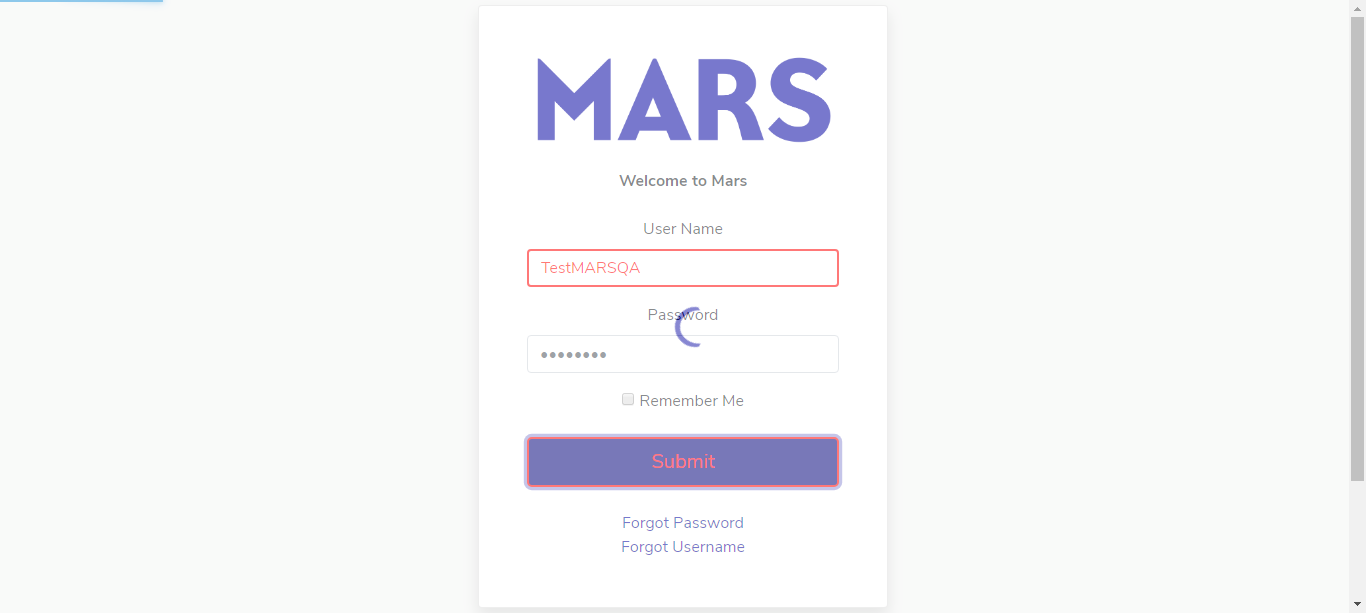 MARS
Welcome to Mars
User Name
TestMARSQA
Password
••••••••
Remember Me
Submit
Forgot Password
Forgot Username